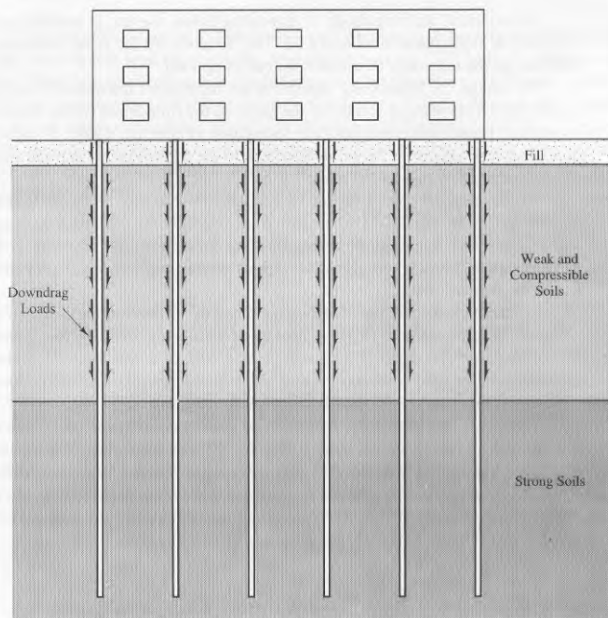 Fill
Weak and
Compressible
Soils
Downdrag
Loads
Strong Soils